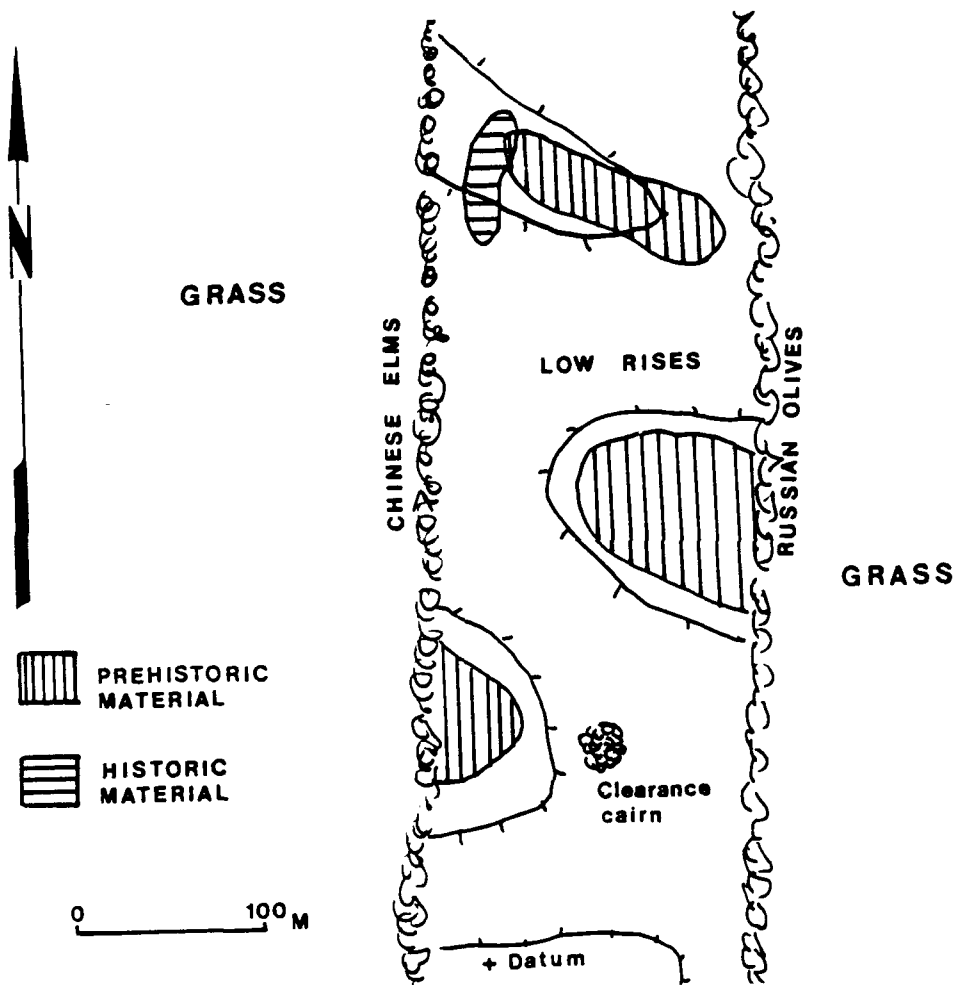 N
GRASS
CHINESE ELMS
LOW RISES
RUSSIAN OLIVES
GRASS
PREHISTORIC
MATERIAL
HISTORIC
MATERIAL
Clearance
cairn
0 100 M
+ Datum